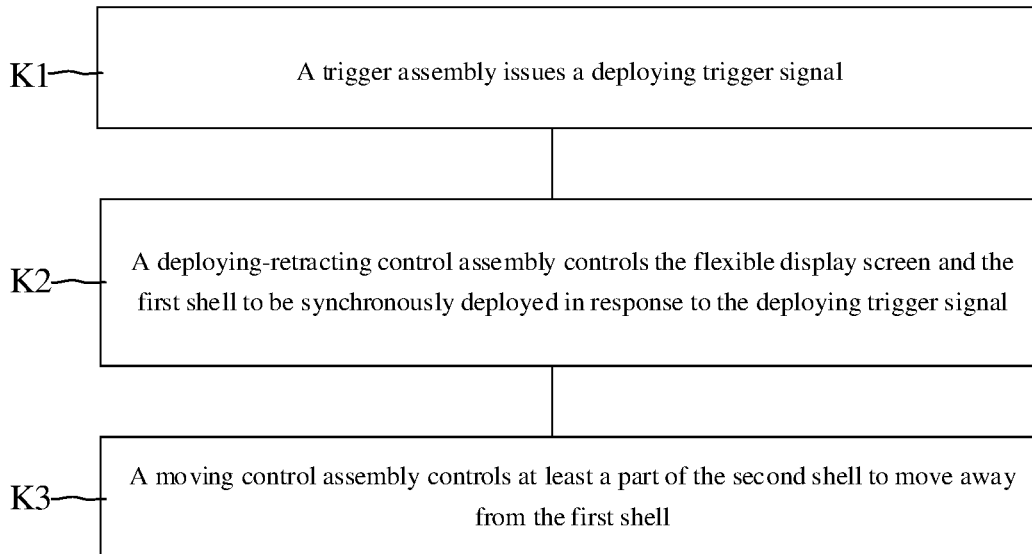 K1
A trigger assembly issues a deploying trigger signal
K2
A deploying-retracting control assembly controls the flexible display screen and the
first shell to be synchronously deployed in response to the deploying trigger signal
K3
A moving control assembly controls at least a part of the second shell to move away
from the first shell